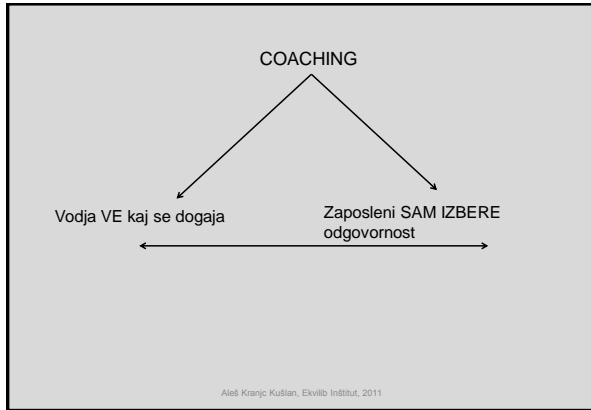 COACHING
Vodja VE kaj se dogaja
Zaposleni SAM IZBERE
odgovornost
Aleš Kranjc Kušlan, Ekvilib Inštitut, 2011